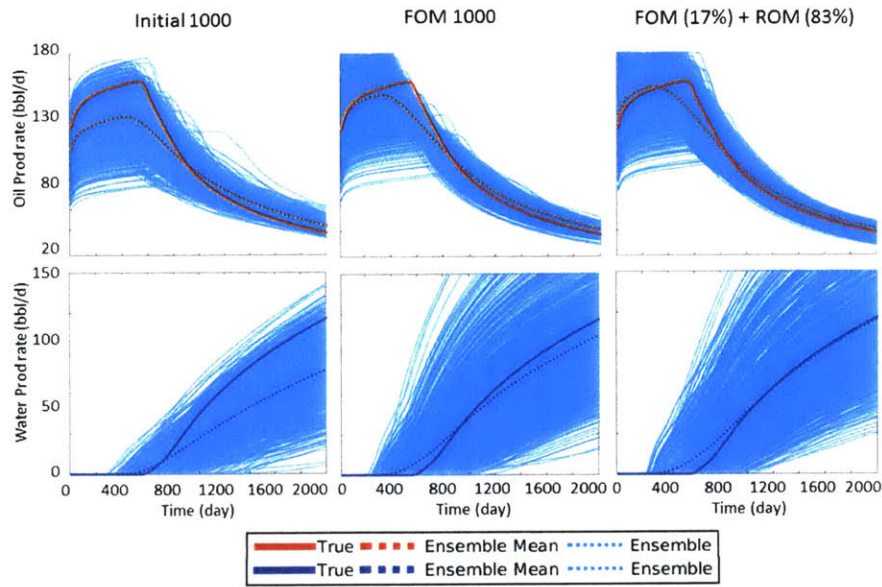 Initial 1000
FOM 1000
FOM (17%) + ROM (83%)
Oil Prod rate (bbl/d)
180
130
80
20
Water Prod rate (bbl/d)
150
100
50
0
0 400 800 1200 1600 2000
0 400 800 1200 1600 2000
0 400 800 1200 1600 2000
Time (day)
Time (day)
Time (day)
True Ensemble Mean Ensemble
True Ensemble Mean Ensemble